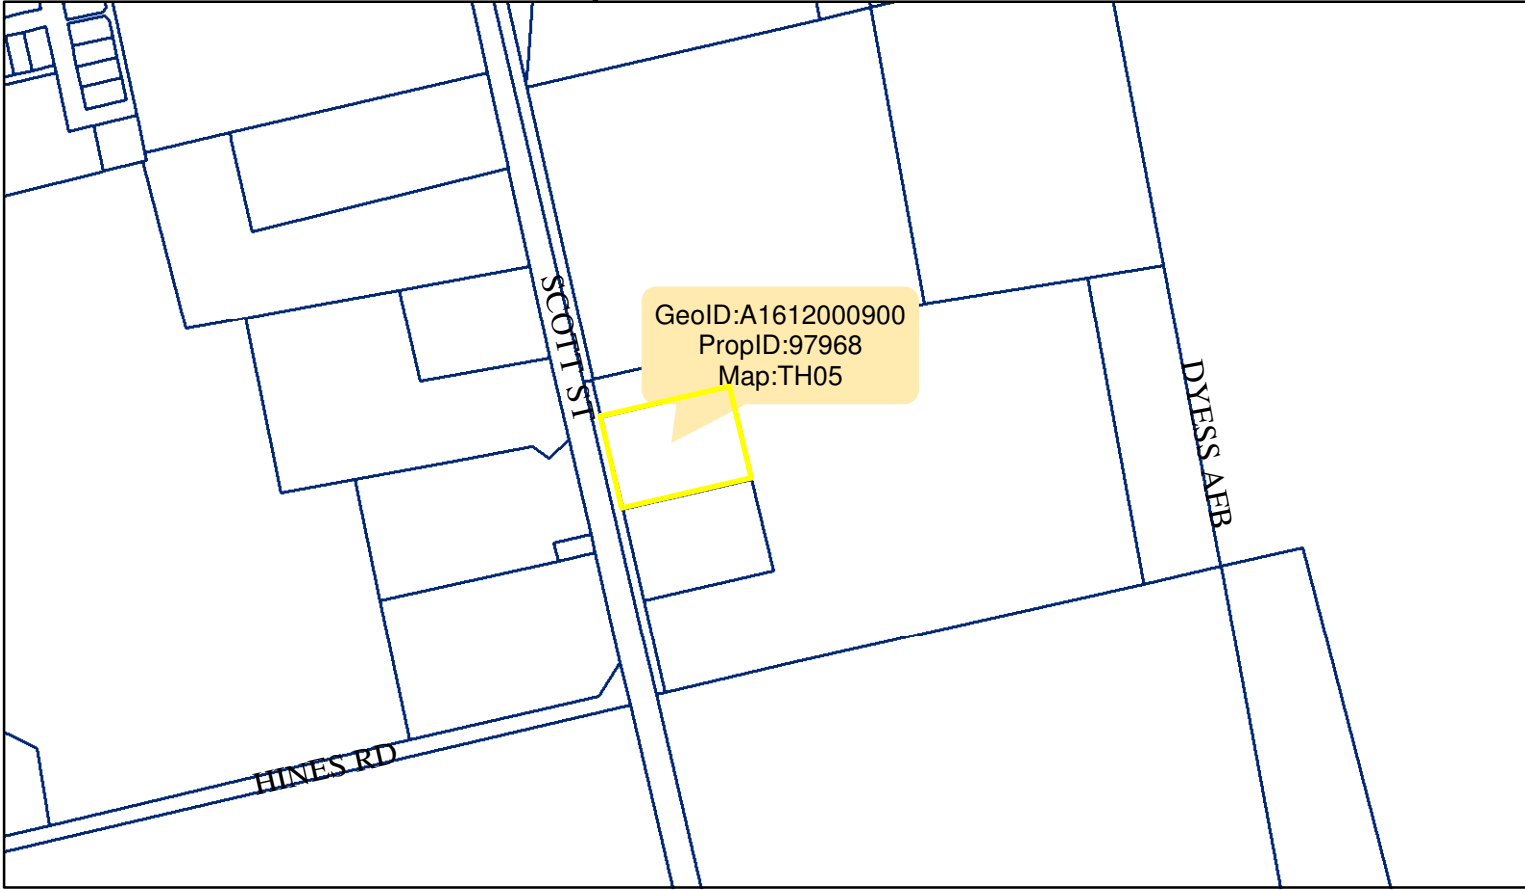 SCOTT ST
GeoID:A1612000900
PropID:97968
Map:TH05
DYESS AFB
HINES RD